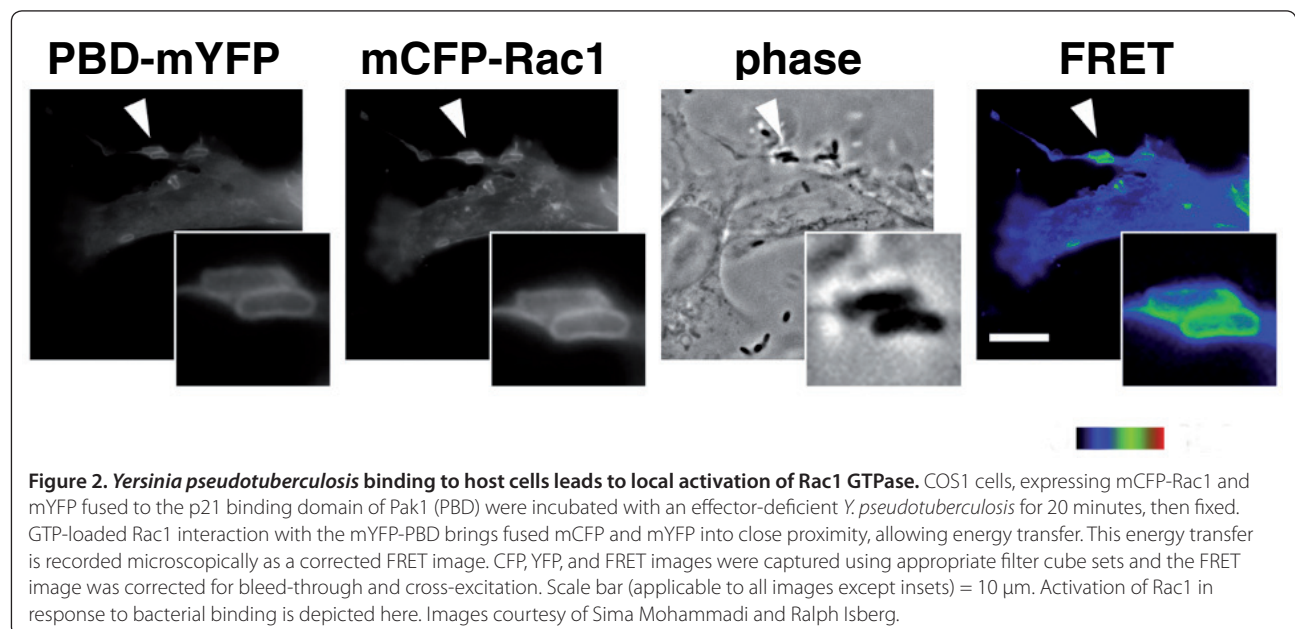 PBD-mYFP mCFP-Rac1 phase FRET
Figure 2. Yersinia pseudotuberculosis binding to host cells leads to local activation of Rac1 GTPase. COS1 cells, expressing mCFP-Rac1 and
mYFP fused to the p21 binding domain of Pak1 (PBD) were incubated with an effector-deficient Y. pseudotuberculosis for 20 minutes, then fixed.
GTP-loaded Rac1 interaction with the mYFP-PBD brings fused mCFP and mYFP into close proximity, allowing energy transfer. This energy transfer
is recorded microscopically as a corrected FRET image. CFP, YFP, and FRET images were captured using appropriate filter cube sets and the FRET
image was corrected for bleed-through and cross-excitation. Scale bar (applicable to all images except insets) = 10 μm. Activation of Rac1 in
response to bacterial binding is depicted here. Images courtesy of Sima Mohammadi and Ralph Isberg.